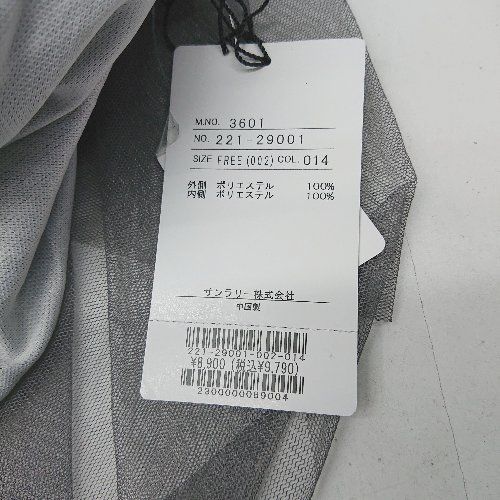 M.NO. 3601
NO. 221-29001
SIZE FREE(002) COL. 014
外側 ポリエステル 100%
内側 ポリエステル 100%
サンラリー株式会社
中国製
221-29001-002-014
¥8,900 (税込¥9,790)
2300000089004